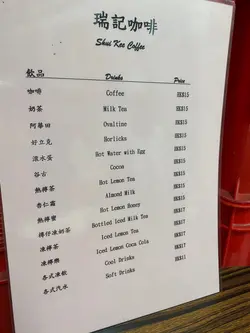 瑞記咖啡
Shui Kee Coffee
飲品 Drinks Price
咖啡 Coffee HK$15
奶茶 Milk Tea HK$15
阿華田 Ovaltine HK$15
好立克 Horlicks HK$15
滾水蛋 Hot Water with Egg HK$15
谷古 Cocoa HK$15
熱檸茶 Hot Lemon Tea HK$15
杏仁霜 Almond Milk HK$15
熱檸蜜 Hot Lemon Honey
樽仔凍奶茶 Bottled Iced Milk Tea HK$17
凍檸茶 Iced Lemon Tea HK$17
凍檸樂 Iced Lemon Coca Cola HK$17
各式凍飲 Cool Drinks HK$17
各式汽水 Soft Drinks